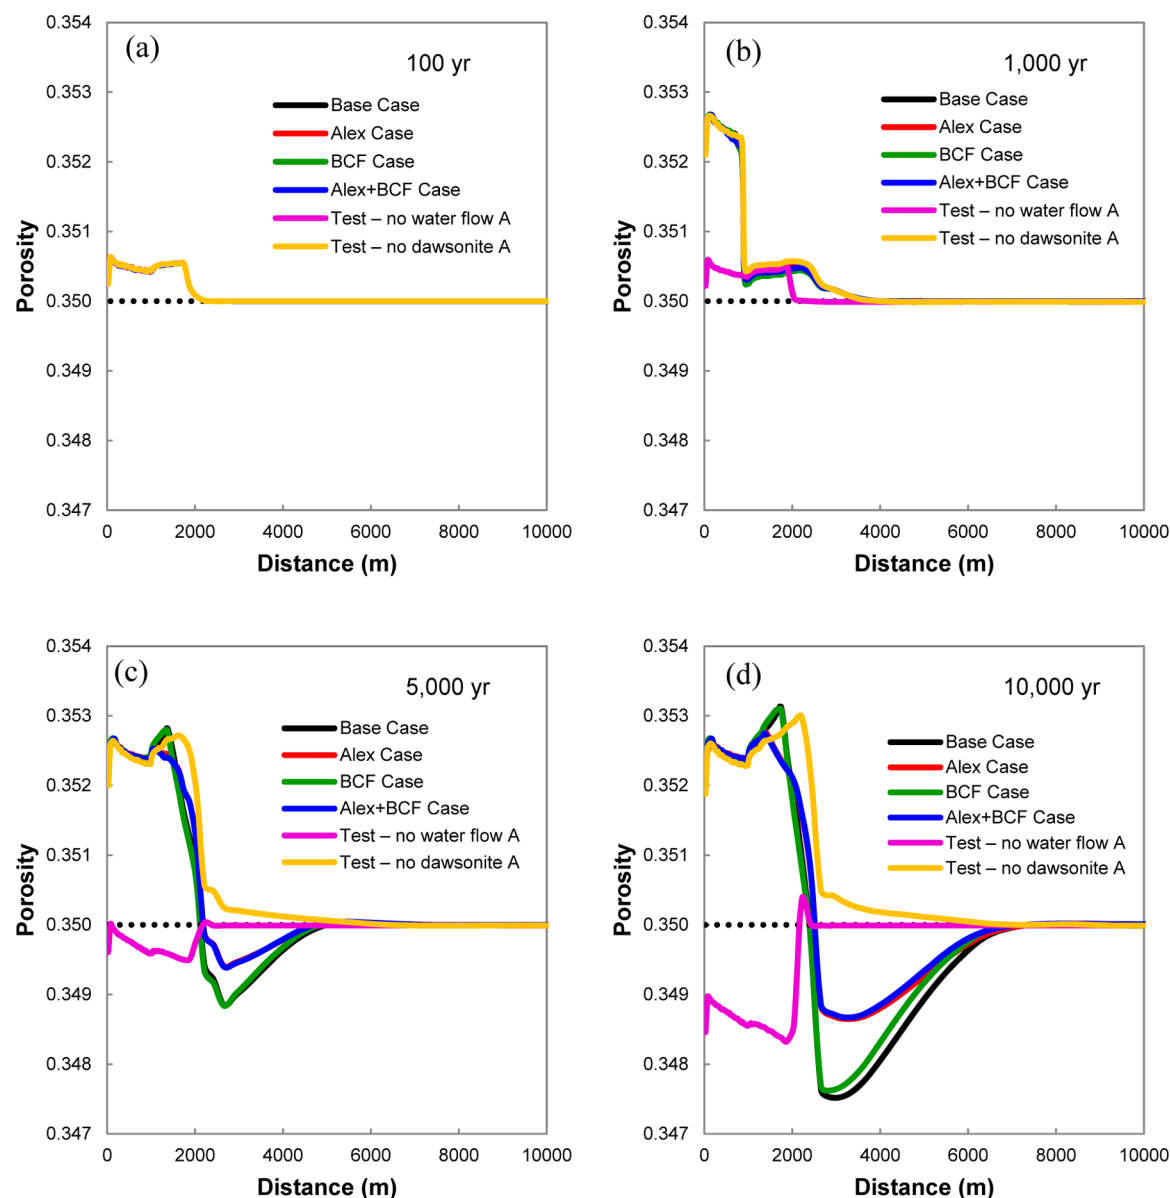 (a)
100 yr
Base Case
Alex Case
BCF Case
Alex+BCF Case
Test – no water flow A
Test – no dawsonite A
0.354
0.353
0.352
0.351
0.350
0.349
0.348
0.347
Porosity
0 2000 4000 6000 8000 10000
Distance (m)
(b)
1,000 yr
Base Case
Alex Case
BCF Case
Alex+BCF Case
Test – no water flow A
Test – no dawsonite A
0.354
0.353
0.352
0.351
0.350
0.349
0.348
0.347
Porosity
0 2000 4000 6000 8000 10000
Distance (m)
(c)
5,000 yr
Base Case
Alex Case
BCF Case
Alex+BCF Case
Test – no water flow A
Test – no dawsonite A
0.354
0.353
0.352
0.351
0.350
0.349
0.348
0.347
Porosity
0 2000 4000 6000 8000 10000
Distance (m)
(d)
10,000 yr
Base Case
Alex Case
BCF Case
Alex+BCF Case
Test – no water flow A
Test – no dawsonite A
0.354
0.353
0.352
0.351
0.350
0.349
0.348
0.347
Porosity
0 2000 4000 6000 8000 10000
Distance (m)